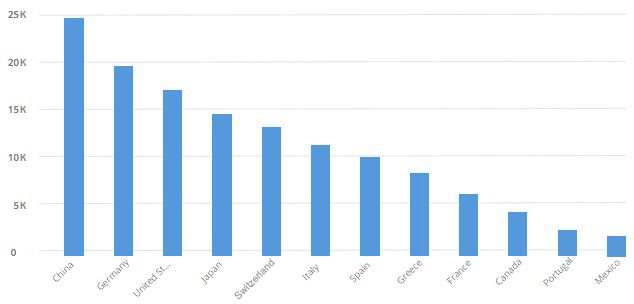 25K
20K
15K
10K
5K
0
China
Germany
United St...
Japan
Switzerland
Italy
Spain
Greece
France
Canada
Portugal
Mexico